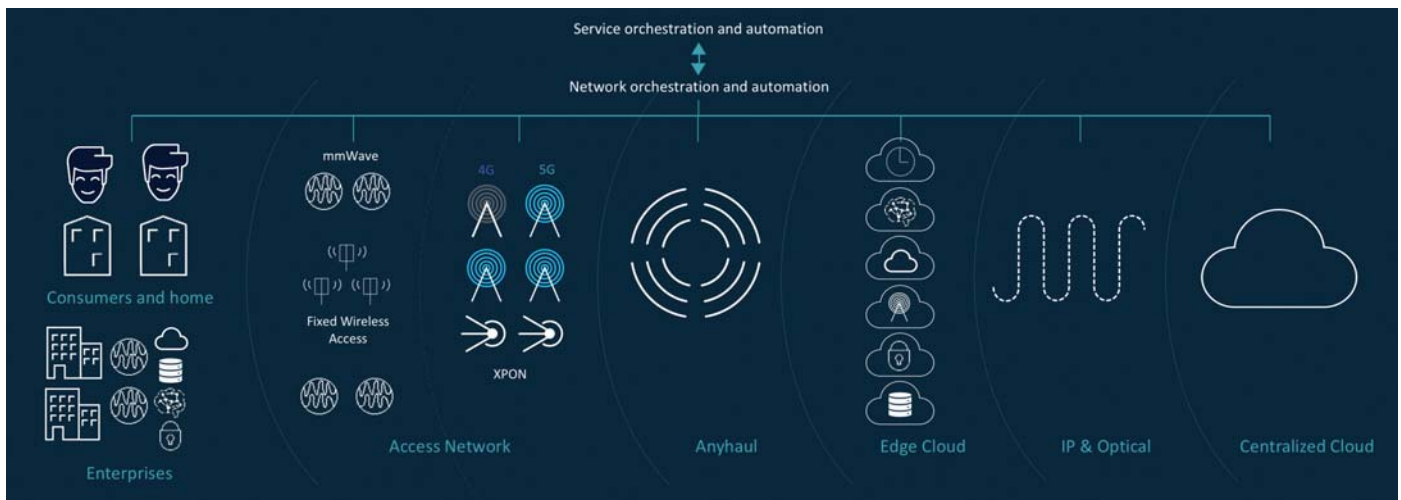 Service orchestration and automation
Network orchestration and automation
mmWave
4G
5G
Consumers and home
Fixed Wireless
Access
XPON
Access Network
Anyhaul
Edge Cloud
IP & Optical
Centralized Cloud
Enterprises